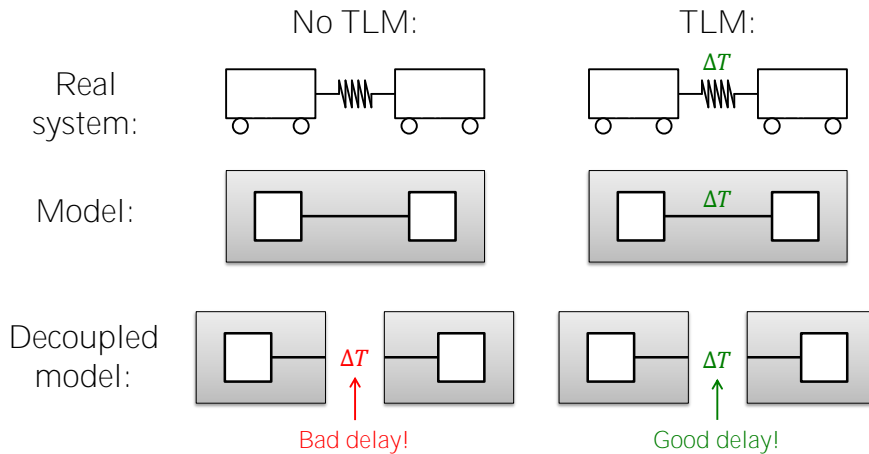 No TLM:
TLM:
Real
system:
ΔT
Model:
ΔT
Decoupled
model:
ΔT
ΔT
Bad delay!
Good delay!